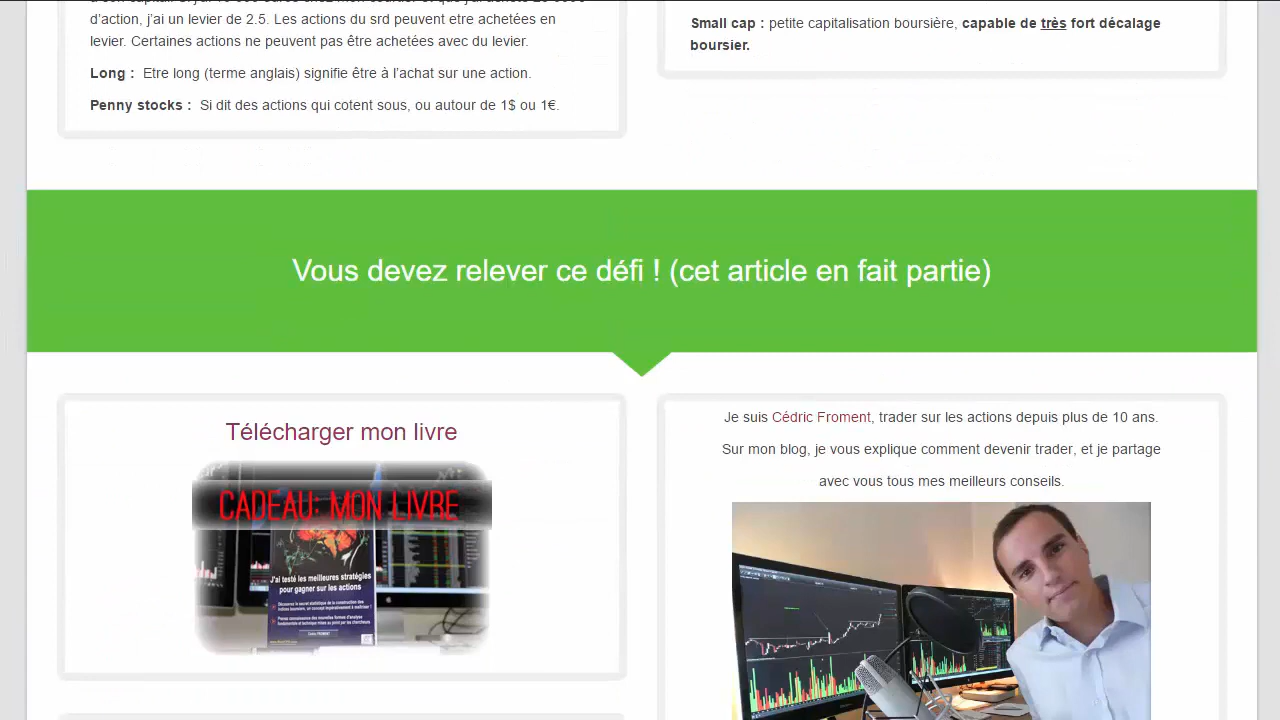 d'action, j'ai un levier de 2.5. Les actions du srd peuvent etre achetées en
levier. Certaines actions ne peuvent pas être achetées avec du levier.
Long : Etre long (terme anglais) signifie être à l'achat sur une action.
Penny stocks : Si dit des actions qui cotent sous, ou autour de 1$ ou 1€.
Small cap : petite capitalisation boursière, capable de très fort décalage
boursier.
Vous devez relever ce défi ! (cet article en fait partie)
Télécharger mon livre
CADEAU: MON LIVRE
J'ai testé les meilleures stratégies
pour gagner sur les actions
Je suis Cédric Froment, trader sur les actions depuis plus de 10 ans.
Sur mon blog, je vous explique comment devenir trader, et je partage
avec vous tous mes meilleurs conseils.